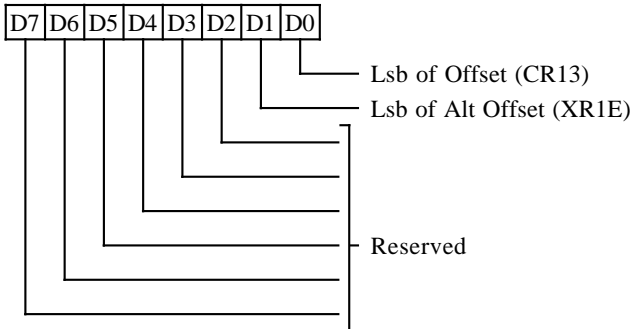 D7 D6 D5 D4 D3 D2 D1 D0
Lsb of Offset (CR13)
Lsb of Alt Offset (XR1E)
Reserved